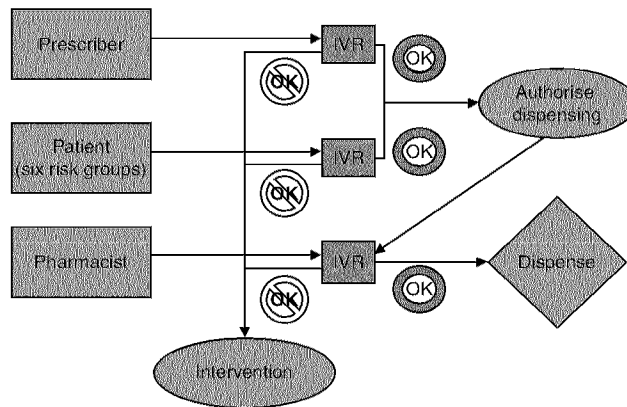 Prescriber
IVR
OK
OK
Authorise
dispensing
Patient
(six risk groups)
IVR
OK
OK
Pharmacist
IVR
OK
OK
Dispense
Intervention